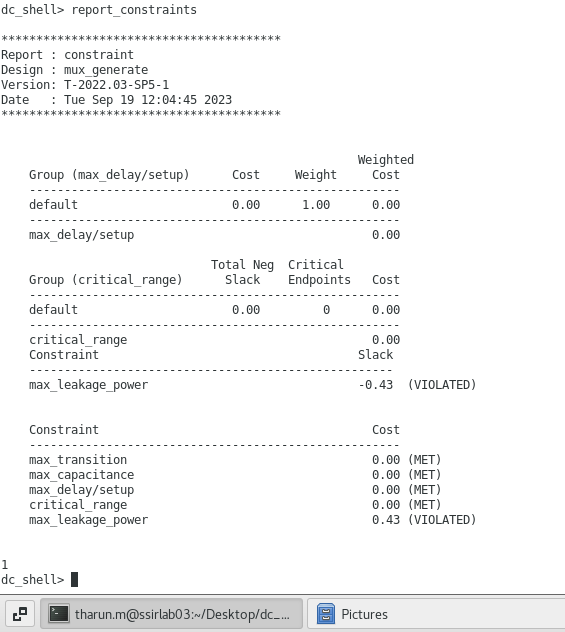 dc_shell> report_constraints
****************************************
Report : constraint
Design : mux_generate
Version: T-2022.03-SP5-1
Date   : Tue Sep 19 12:04:45 2023
****************************************
Weighted
Group (max_delay/setup)      Cost     Weight     Cost
-----------------------------------------------------
default                      0.00      1.00      0.00
-----------------------------------------------------
max_delay/setup                                  0.00
Total Neg  Critical
Group (critical_range)      Slack    Endpoints   Cost
-----------------------------------------------------
default                      0.00         0      0.00
-----------------------------------------------------
critical_range                                   0.00
Constraint                                     Slack
----------------------------------------------------
max_leakage_power                              -0.43  (VIOLATED)
Constraint                                       Cost
-----------------------------------------------------
max_transition                                   0.00 (MET)
max_capacitance                                  0.00 (MET)
max_delay/setup                                  0.00 (MET)
critical_range                                   0.00 (MET)
max_leakage_power                                0.43 (VIOLATED)
1
dc_shell>
tharun.m@ssirlab03:~/Desktop/dc_... Pictures